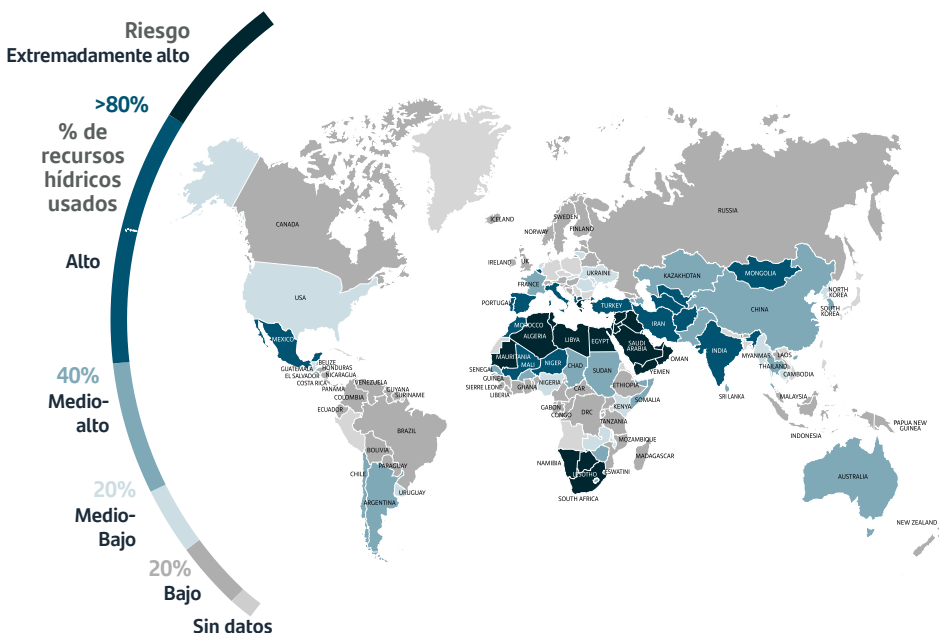 Riesgo
Extremadamente alto
>80%
% de
recursos
hídricos
usados
Alto
40%
Medio-
alto
20%
Medio-
Bajo
20%
Bajo
Sin datos
CANADA
USA
MEXICO
BELIZE
HONDURAS
GUATEMALA
EL SALVADOR
NICARAGUA
COSTA RICA
PANAMA
VENEZUELA
GUYANA
COLOMBIA
SURINAME
ECUADOR
BRAZIL
BOLIVIA
PARAGUAY
CHILE
URUGUAY
ARGENTINA
ICELAND
SWEDEN
NORWAY
FINLAND
RUSSIA
IRELAND
UK
UKRAINE
FRANCE
KAZAKHTAN
MONGOLIA
PORTUGAL
TURKEY
NORTH
KOREA
SOUTH
KOREA
CHINA
MOROCCO
ALGERIA
LIBYA
EGYPT
SAUDI
ARABIA
IRAN
OMAN
YEMEN
INDIA
MYANMAR
LAOS
THAILAND
CAMBODIA
SRI LANKA
MALAYSIA
INDONESIA
PAPUA NEW
GUINEA
MAURITANIA
MALI
NIGER
CHAD
SUDAN
SENEGAL
GUINEA
SIERRE LEONE
LIBERIA
GHANA
NIGERIA
CAR
ETHIOPIA
SOMALIA
GABON
CONGO
DRC
KENYA
TANZANIA
MOZAMBIQUE
MADAGASCAR
NAMIBIA
LESOTHO
ESWATINI
SOUTH AFRICA
AUSTRALIA
NEW ZEALAND